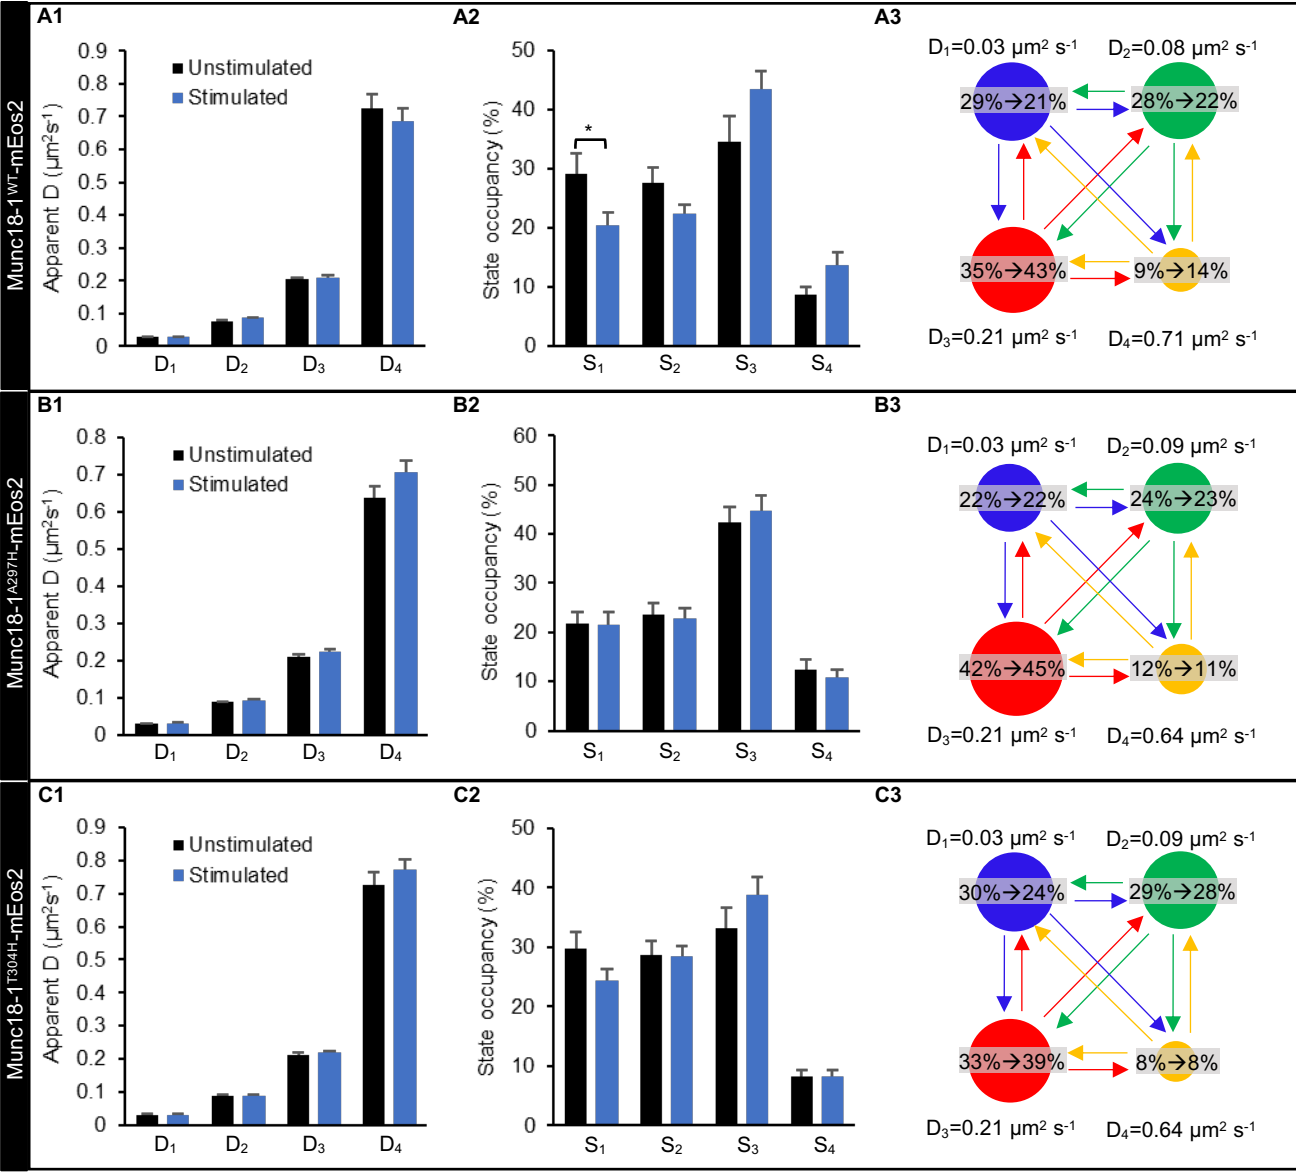 Munc18-1WT-mEos2
A1
Apparent D (µm²s⁻¹)
0.9
0.8
0.7
0.6
0.5
0.4
0.3
0.2
0.1
0
Unstimulated
Stimulated
D₁ D₂ D₃ D₄
A2
State occupancy (%)
50
40
30
20
10
0
*
S₁ S₂ S₃ S₄
A3
D₁=0.03 µm² s⁻¹ D₂=0.08 µm² s⁻¹
29%→21% 28%→22%
35%→43% 9%→14%
D₃=0.21 µm² s⁻¹ D₄=0.71 µm² s⁻¹
Munc18-1A297H-mEos2
B1
Apparent D (µm²s⁻¹)
0.8
0.7
0.6
0.5
0.4
0.3
0.2
0.1
0
Unstimulated
Stimulated
D₁ D₂ D₃ D₄
B2
State occupancy (%)
60
50
40
30
20
10
0
S₁ S₂ S₃ S₄
B3
D₁=0.03 µm² s⁻¹ D₂=0.09 µm² s⁻¹
22%→22% 24%→23%
42%→45% 12%→11%
D₃=0.21 µm² s⁻¹ D₄=0.64 µm² s⁻¹
Munc18-1T304H-mEos2
C1
Apparent D (µm²s⁻¹)
0.9
0.8
0.7
0.6
0.5
0.4
0.3
0.2
0.1
0
Unstimulated
Stimulated
D₁ D₂ D₃ D₄
C2
State occupancy (%)
50
40
30
20
10
0
S₁ S₂ S₃ S₄
C3
D₁=0.03 µm² s⁻¹ D₂=0.09 µm² s⁻¹
30%→24% 29%→28%
33%→39% 8%→8%
D₃=0.21 µm² s⁻¹ D₄=0.64 µm² s⁻¹